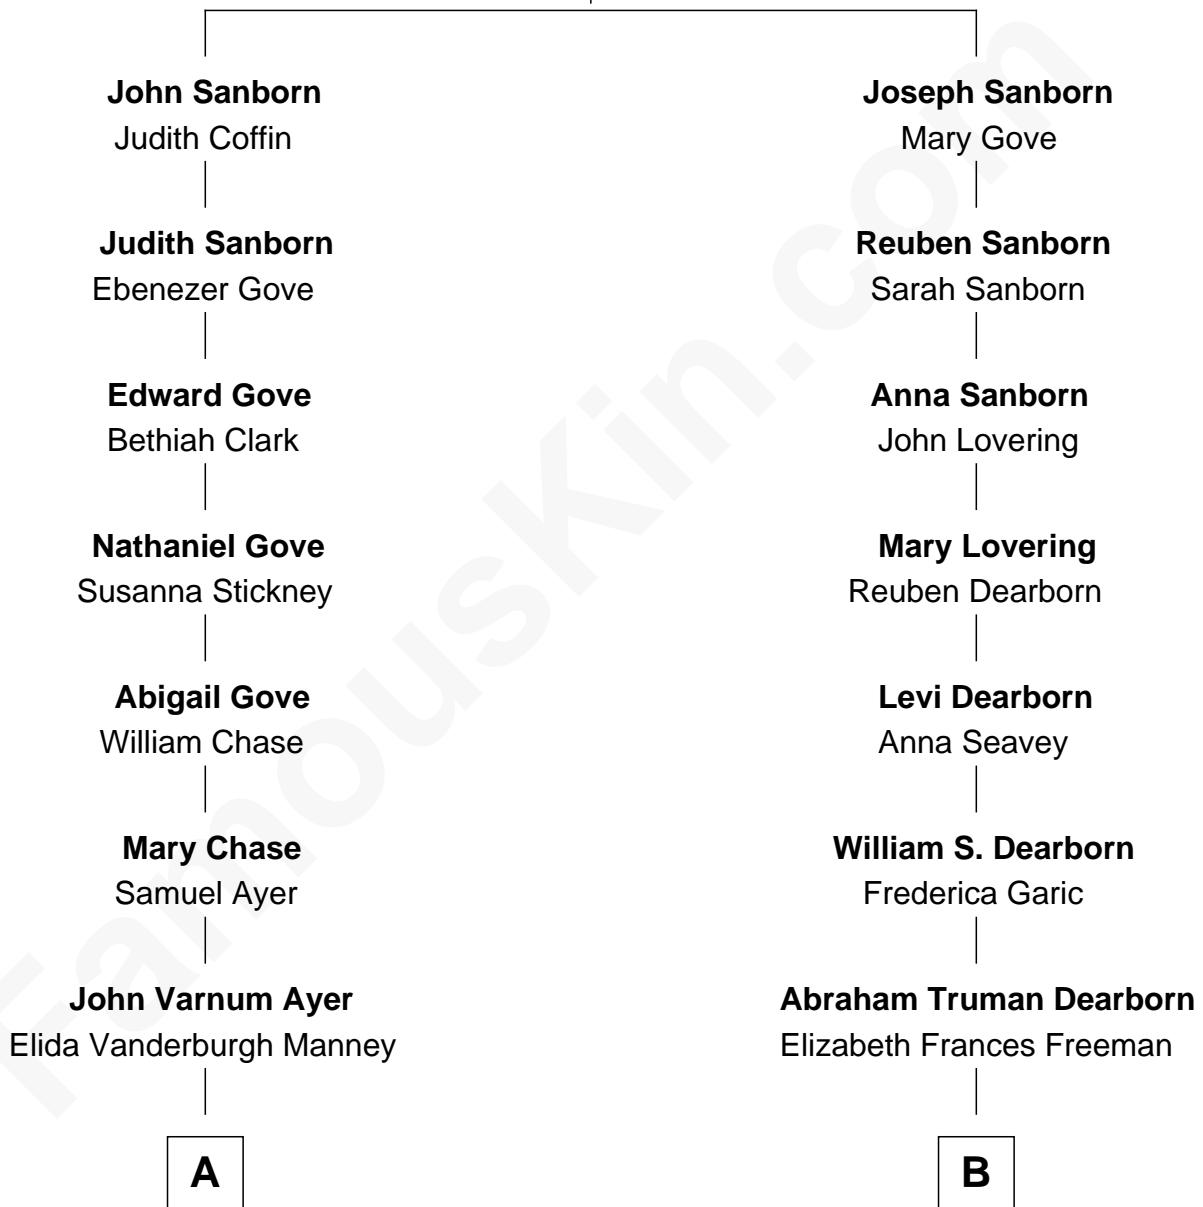 John Sanborn
Judith Coffin
Joseph Sanborn
Mary Gove
Judith Sanborn
Ebenezer Gove
Reuben Sanborn
Sarah Sanborn
Edward Gove
Bethiah Clark
Anna Sanborn
John Lovering
Nathaniel Gove
Susanna Stickney
Mary Lovering
Reuben Dearborn
Abigail Gove
William Chase
Levi Dearborn
Anna Seavey
Mary Chase
Samuel Ayer
William S. Dearborn
Frederica Garic
John Varnum Ayer
Elida Vanderburgh Manney
Abraham Truman Dearborn
Elizabeth Frances Freeman
A
B
FamousKin.com